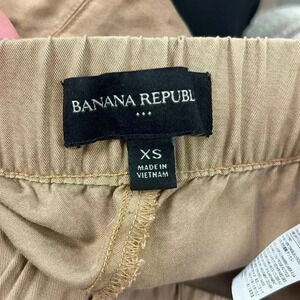 BANANA REPUBL
XS
MADE IN
VIETNAM